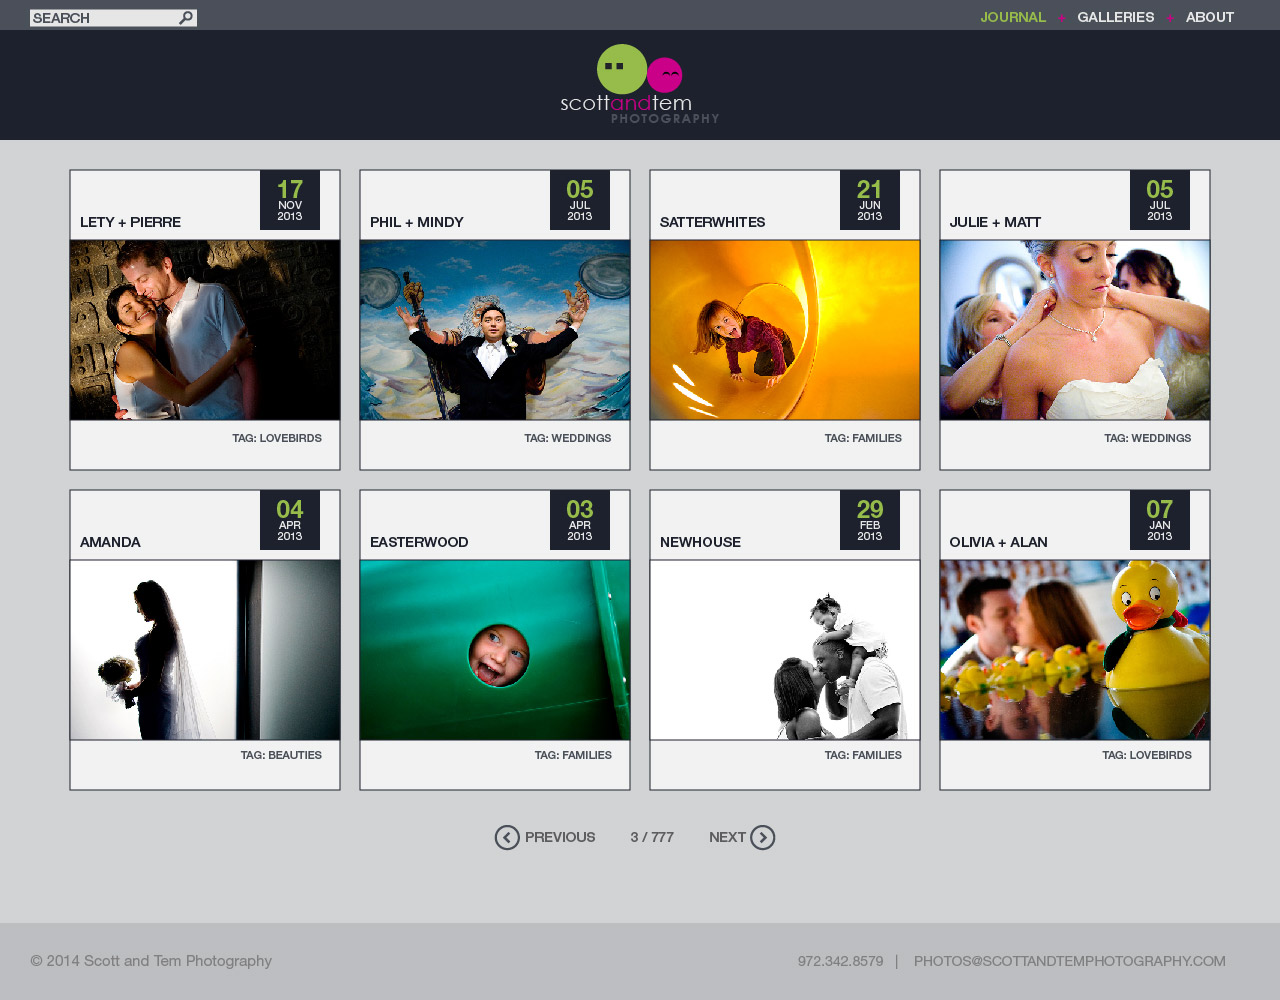 SEARCH
JOURNAL + GALLERIES + ABOUT
scottandtem
PHOTOGRAPHY
17
NOV
2013
LETY + PIERRE
TAG: LOVEBIRDS
05
JUL
2013
PHIL + MINDY
TAG: WEDDINGS
21
JUN
2013
SATTERWHITES
TAG: FAMILIES
05
JUL
2013
JULIE + MATT
TAG: WEDDINGS
04
APR
2013
AMANDA
TAG: BEAUTIES
03
APR
2013
EASTERWOOD
TAG: FAMILIES
29
FEB
2013
NEWHOUSE
TAG: FAMILIES
07
JAN
2013
OLIVIA + ALAN
TAG: LOVEBIRDS
PREVIOUS 3 / 777 NEXT
© 2014 Scott and Tem Photography
972.342.8579 | PHOTOS@SCOTTANDTEMPHOTOGRAPHY.COM